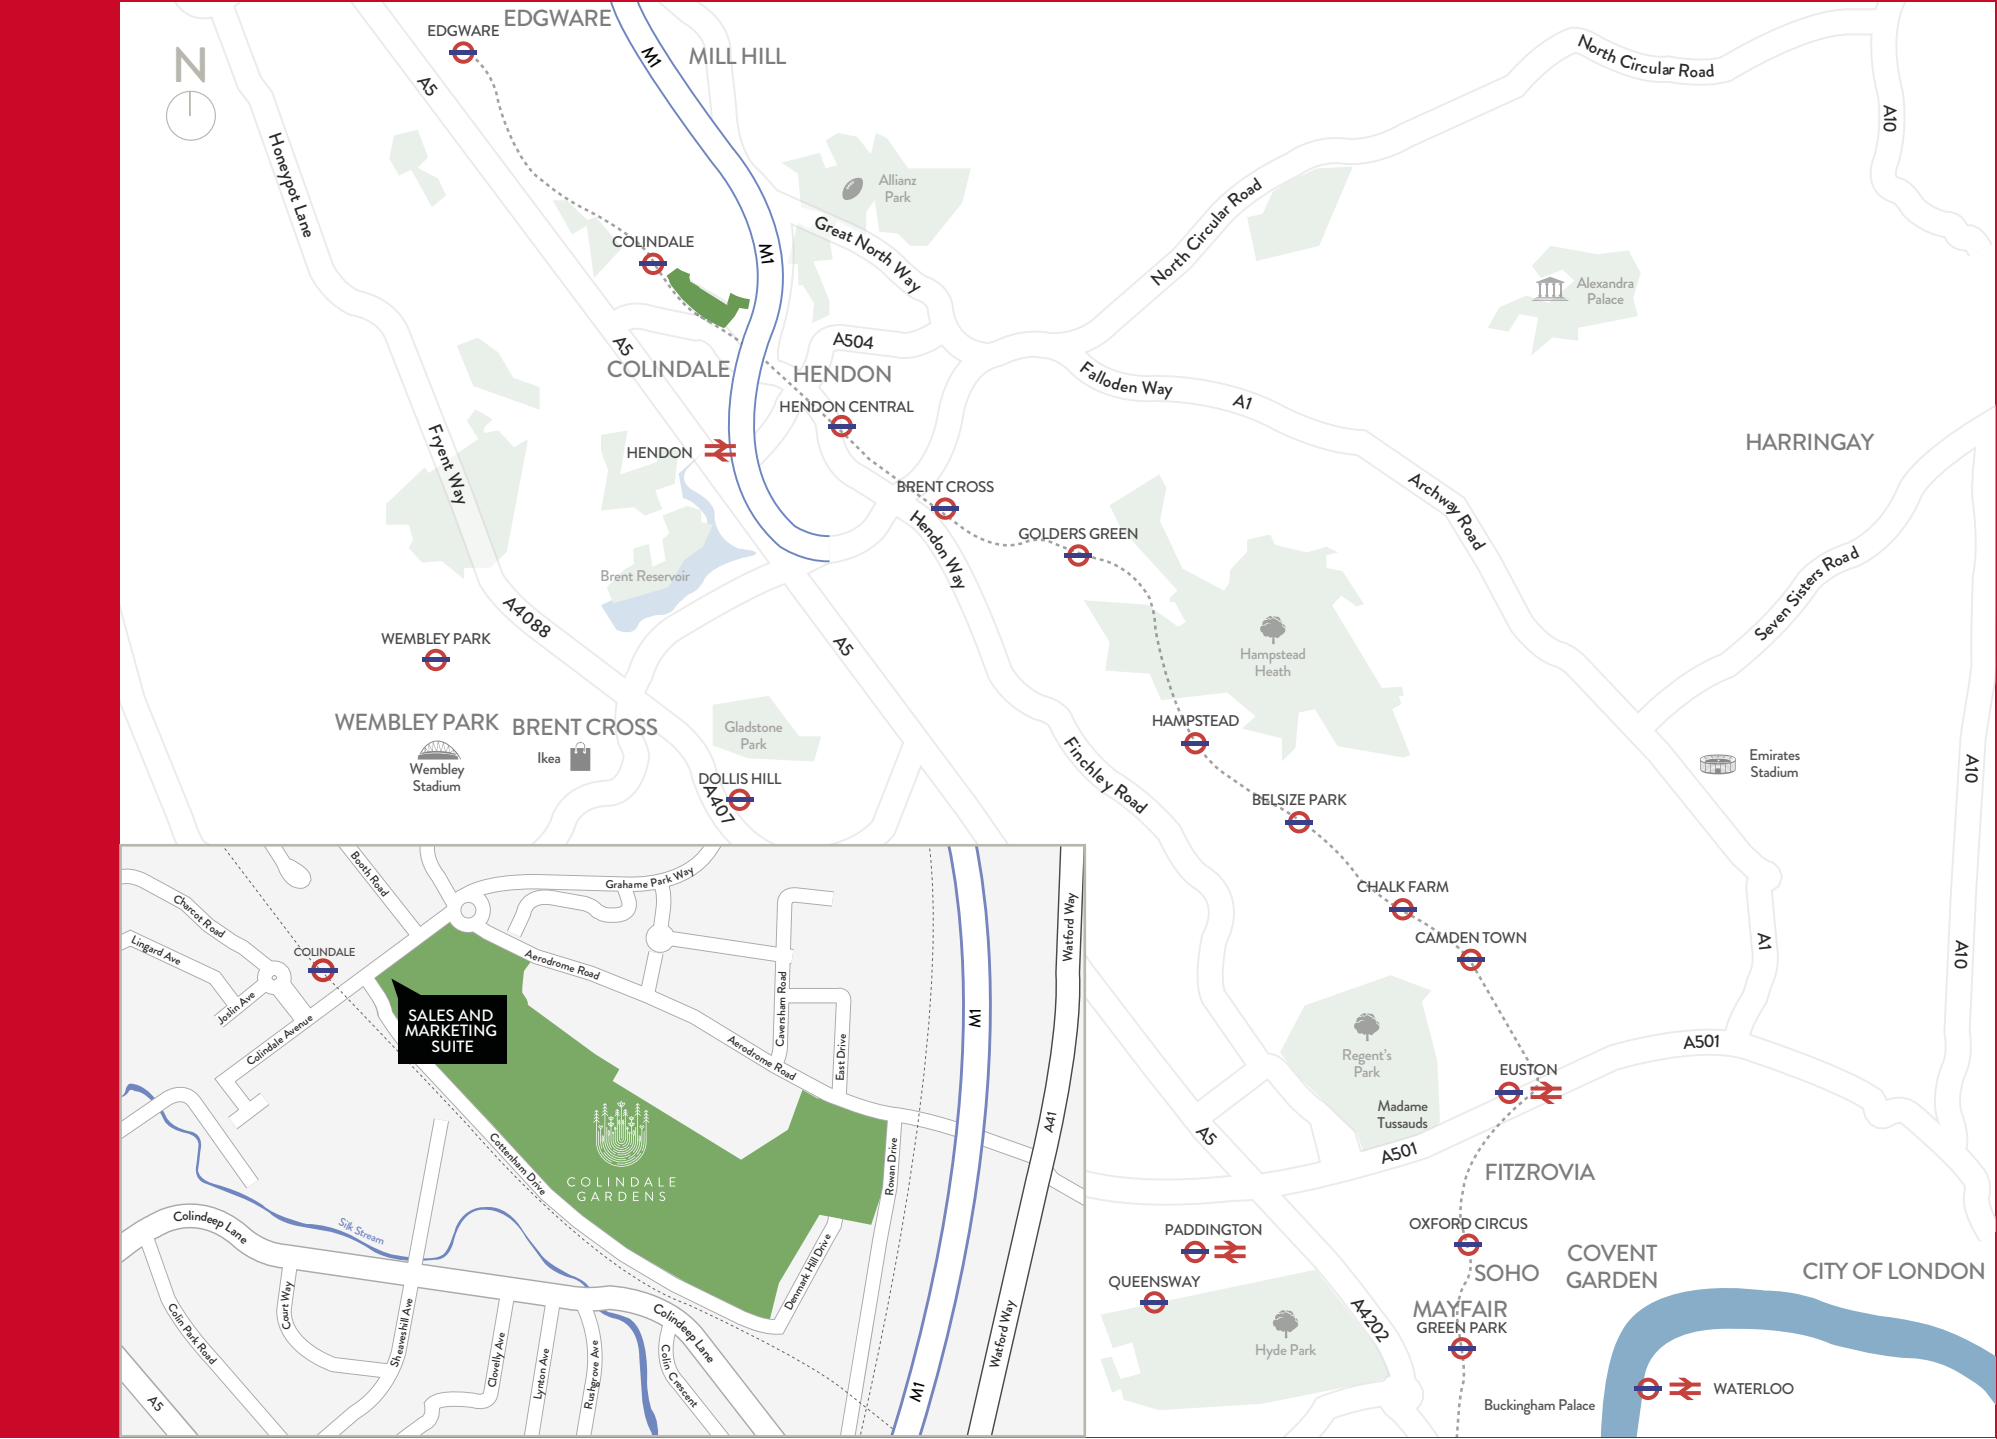 EDGWARE
EDGWARE
MILL HILL
M1
A5
N
North Circular Road
A10
Honeypot Lane
Allianz
Park
Great North Way
North Circular Road
COLINDALE
M1
Alexandra
Palace
A504
A5
COLINDALE
HENDON
Falloden Way
A1
HENDON CENTRAL
HARRINGAY
HENDON
Fryent Way
BRENT CROSS
Archway Road
Hendon Way
GOLDERS GREEN
Brent Reservoir
Seven Sisters Road
A4088
WEMBLEY PARK
A5
Hampstead
Heath
WEMBLEY PARK
BRENT CROSS
Gladstone
Park
HAMPSTEAD
Ikea
Wembley
Stadium
Finchley Road
Emirates
Stadium
A10
DOLLIS HILL
A407
BELSIZE PARK
CHALK FARM
CAMDEN TOWN
A1
A10
Regent's
Park
A501
EUSTON
Madame
Tussauds
A5
A501
FITZROVIA
PADDINGTON
OXFORD CIRCUS
COVENT
GARDEN
SOHO
CITY OF LONDON
QUEENSWAY
MAYFAIR
GREEN PARK
A4202
Hyde Park
WATERLOO
Buckingham Palace
Booth Road
Grahame Park Way
Charcot Road
Watford Way
Lingard Ave
COLINDALE
Aerodrome Road
Joslin Ave
Colindale Avenue
SALES AND
MARKETING
SUITE
Caversham Road
M1
East Drive
Aerodrome Road
A41
Cottenham Drive
COLINDALE
GARDENS
Rowan Drive
Colindeep Lane
Silk Stream
Denmark Hill Drive
Court Way
Colin Park Road
Sheaveshill Ave
Clovelly Ave
Lynton Ave
Rushgrove Ave
Colindeep Lane
Colin Crescent
Watford Way
M1
A5